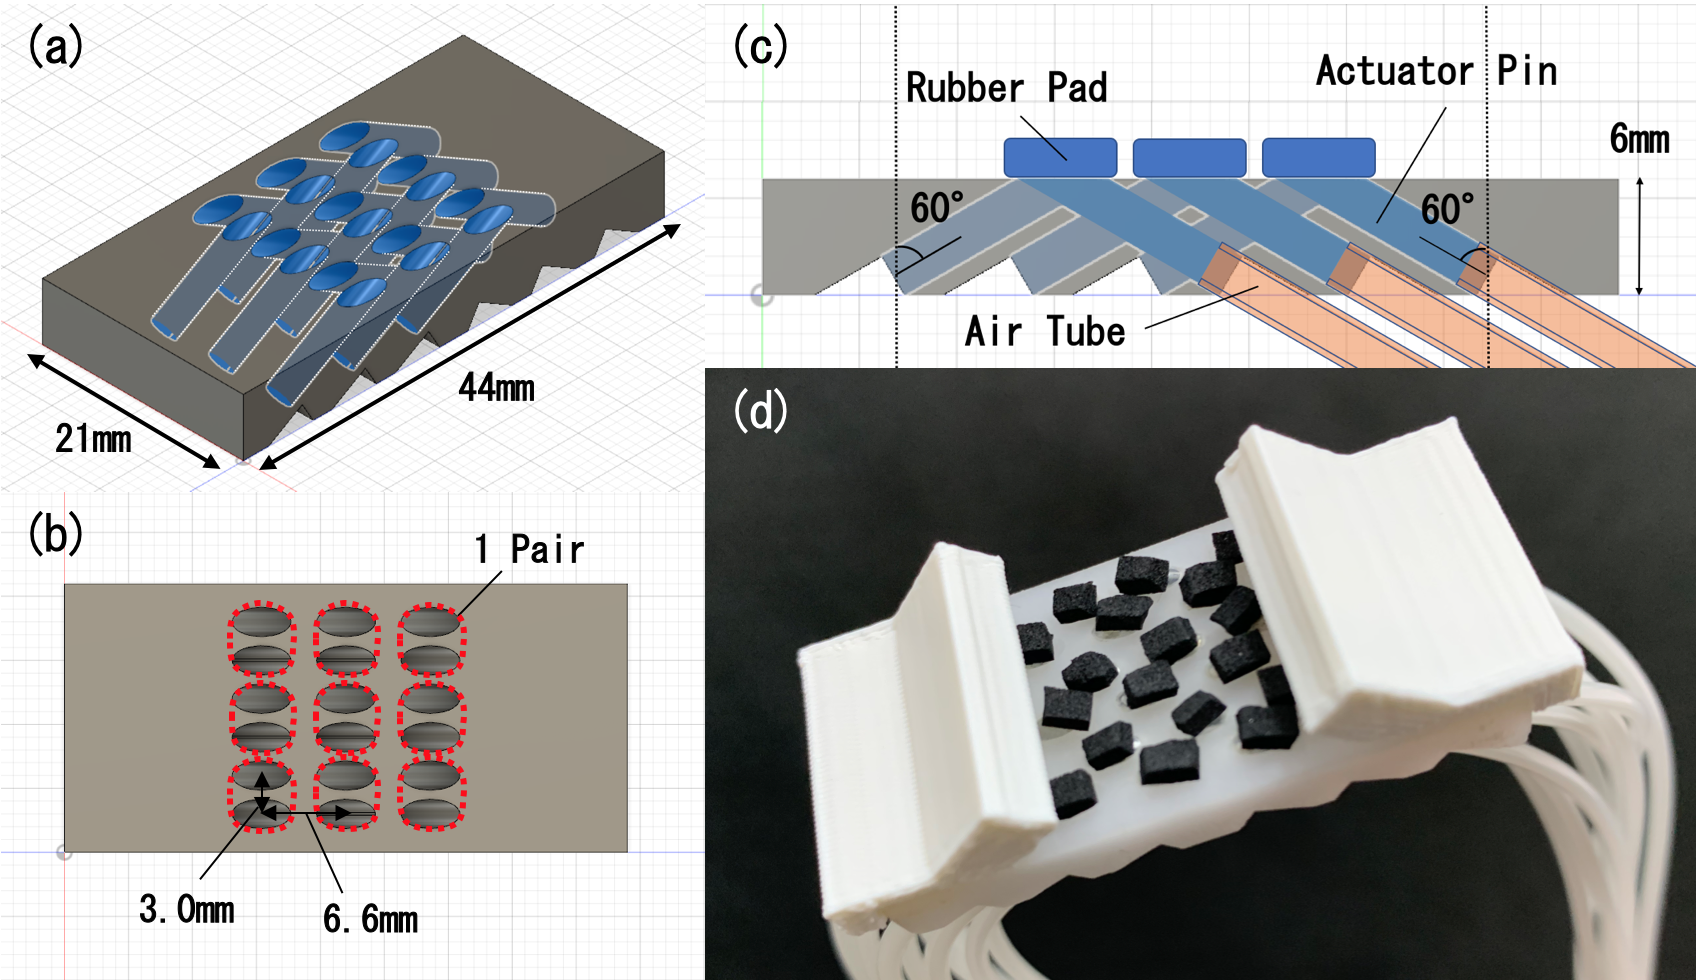 (a)
21mm
44mm
(b)
1 Pair
3.0mm
6.6mm
(c)
Rubber Pad
Actuator Pin
6mm
60°
60°
Air Tube
(d)